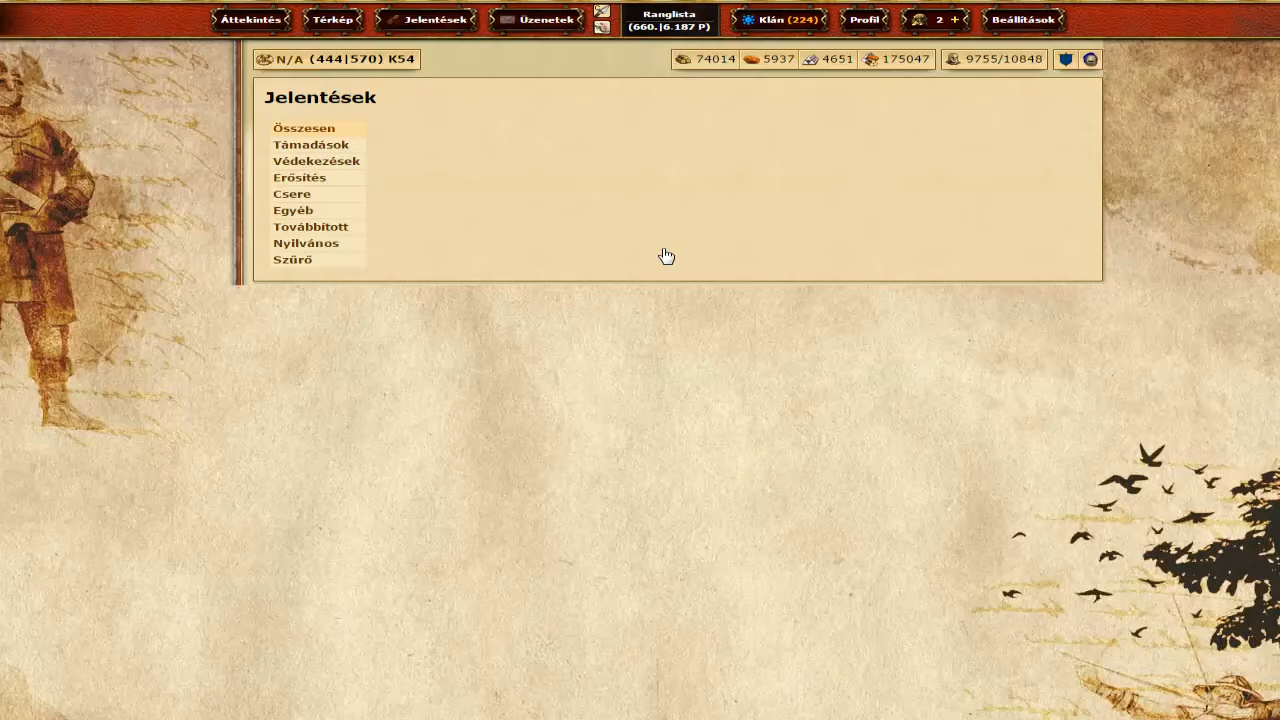 Áttekintés Térkép Jelentések Üzenetek Ranglista Klán (224) Profil 2 + Beállítások
(660.|6.187 P)
N/A (444|570) K54 74014 5937 4651 175047 9755/10848
Jelentések
Összesen
Támadások
Védekezések
Erősítés
Csere
Egyéb
Továbbított
Nyilvános
Szűrő